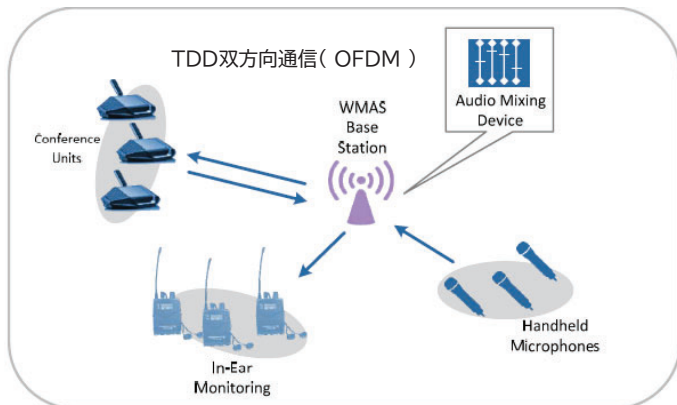 TDD双方向通信( OFDM )
WMAS
Base
Station
Audio Mixing
Device
Conference
Units
In-Ear
Monitoring
Handheld
Microphones